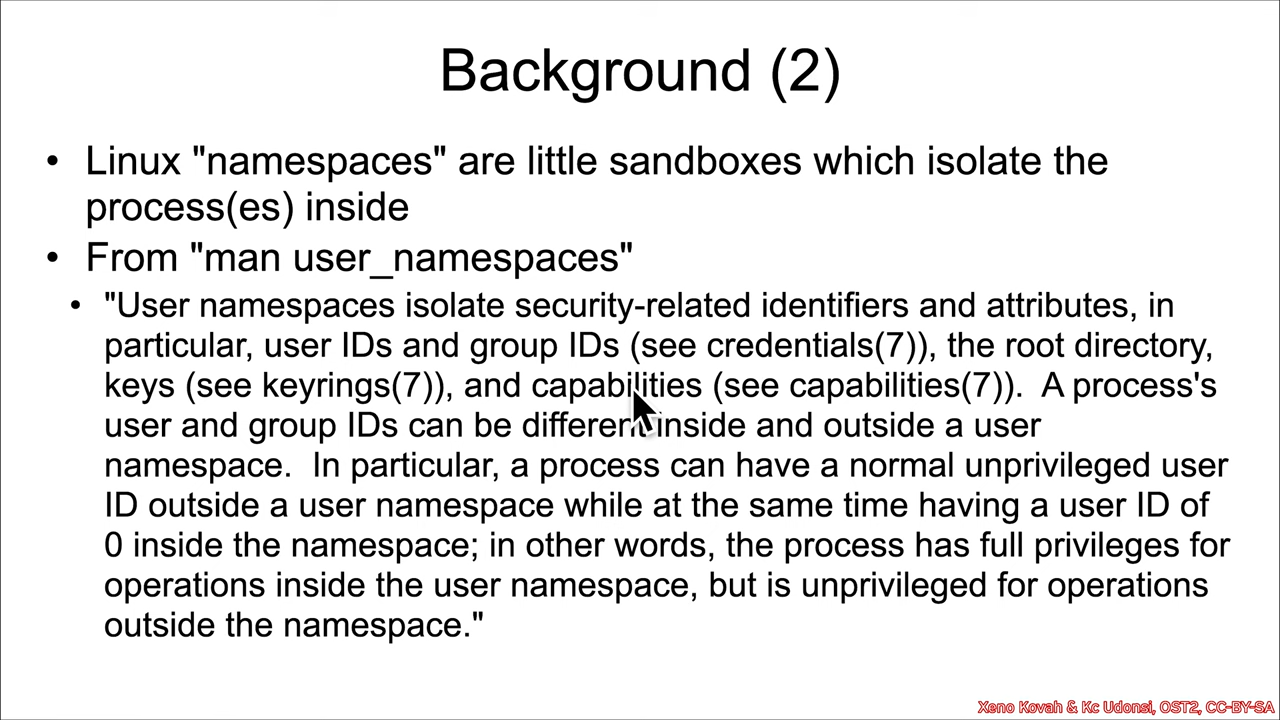 Background (2)
• Linux "namespaces" are little sandboxes which isolate the
process(es) inside
• From "man user_namespaces"
• "User namespaces isolate security-related identifiers and attributes, in
particular, user IDs and group IDs (see credentials(7)), the root directory,
keys (see keyrings(7)), and capabilities (see capabilities(7)).  A process's
user and group IDs can be different inside and outside a user
namespace.  In particular, a process can have a normal unprivileged user
ID outside a user namespace while at the same time having a user ID of
0 inside the namespace; in other words, the process has full privileges for
operations inside the user namespace, but is unprivileged for operations
outside the namespace."
Xeno Kovah & Kc Udonsi, OST2, CC-BY-SA